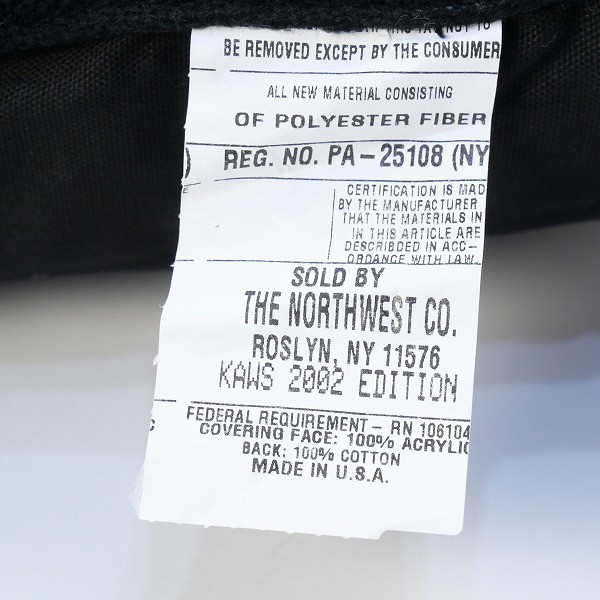 BE REMOVED EXCEPT BY THE CONSUMER
ALL NEW MATERIAL CONSISTING
OF POLYESTER FIBER
) REG. NO. PA-25108 (NY
CERTIFICATION IS MAD
BY THE MANUFACTURER
THAT THE MATERIALS IN
IN THIS ARTICLE ARE
DESCRIBDED IN ACC-
ORDANCE WITH LAW.
SOLD BY
THE NORTHWEST CO.
ROSLYN, NY 11576
KAWS 2002 EDITION
FEDERAL REQUIREMENT - RN 106104
COVERING FACE: 100% ACRYLIC
BACK: 100% COTTON
MADE IN U.S.A.